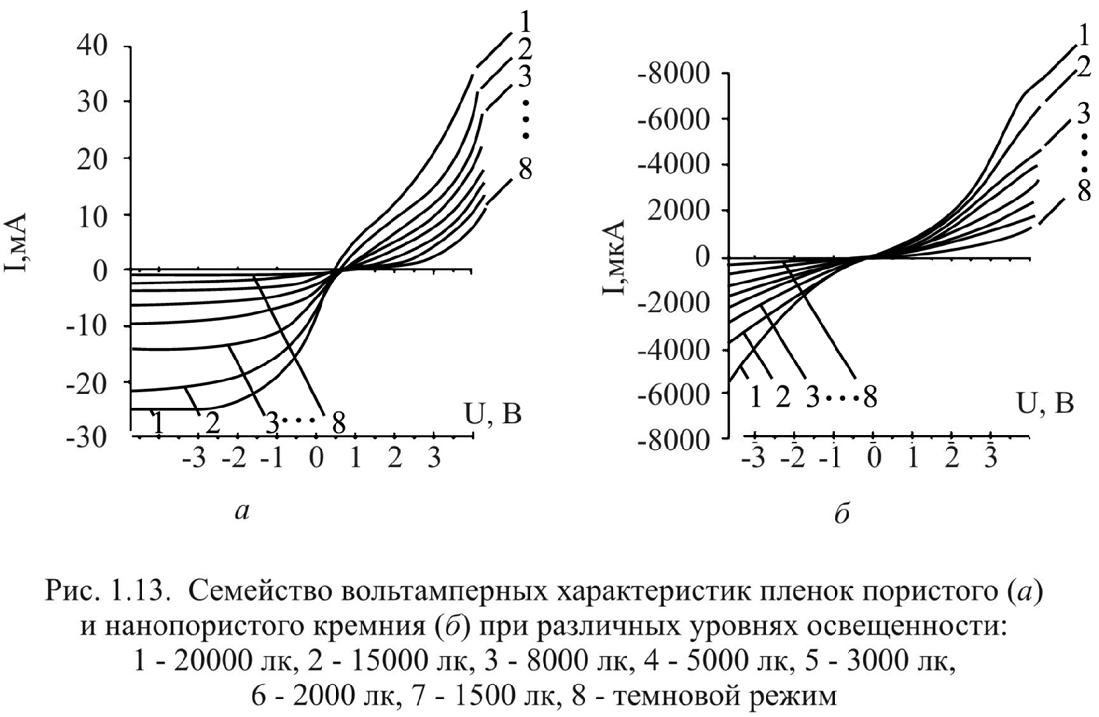 I,мА
40
30
20
10
0
-10
-20
-30
1
2
3
8
1
2
3
8
U, В
-3 -2 -1 0 1 2 3
а
I,мкА
-8000
-6000
-4000
2000
0
-2000
-4000
6000
-8000
1
2
3
8
1 2 3 8
U, В
-3 -2 -1 0 1 2 3
б
Рис. 1.13. Семейство вольтамперных характеристик пленок пористого (а)
и нанопористого кремния (б) при различных уровнях освещенности:
1 - 20000 лк, 2 - 15000 лк, 3 - 8000 лк, 4 - 5000 лк, 5 - 3000 лк,
6 - 2000 лк, 7 - 1500 лк, 8 - темновой режим